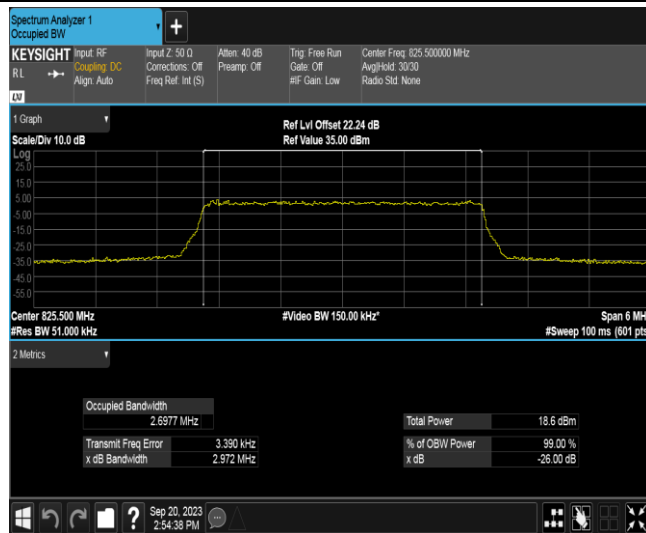 Spectrum Analyzer 1
Occupied BW
+
KEYSIGHT
RL
Input: RF
Coupling: DC
Align: Auto
Input Z: 50 Ω
Corrections: Off
Freq Ref: Int (S)
Atten: 40 dB
Preamp: Off
Trig: Free Run
Gate: Off
#IF Gain: Low
Center Freq: 825.500000 MHz
Avg|Hold: 30/30
Radio Std: None
1 Graph
Scale/Div 10.0 dB
Ref Lvl Offset 22.24 dB
Ref Value 35.00 dBm
Log
25.0
15.0
5.00
-5.00
-15.0
-25.0
-35.0
-45.0
-55.0
Center 825.500 MHz
#Res BW 51.000 kHz
#Video BW 150.00 kHz*
Span 6 MH
#Sweep 100 ms (601 pts
2 Metrics
Occupied Bandwidth
2.6977 MHz
Transmit Freq Error 3.390 kHz
x dB Bandwidth 2.972 MHz
Total Power 18.6 dBm
% of OBW Power 99.00 %
x dB -26.00 dB
?
Sep 20, 2023
2:54:38 PM